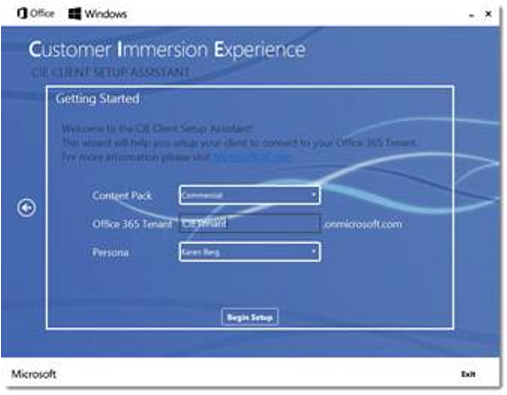 Office Windows
Customer Immersion Experience
CIE CLIENT SETUP ASSISTANT
Getting Started
Welcome to the CIE Client Setup Assistant!
This wizard will help you setup your client to connect to your Office 365 Tenant.
For more information please visit
Content Pack Commercial
Office 365 Tenant CIETenant .onmicrosoft.com
Persona Karen Berg
Begin Setup
Microsoft Exit